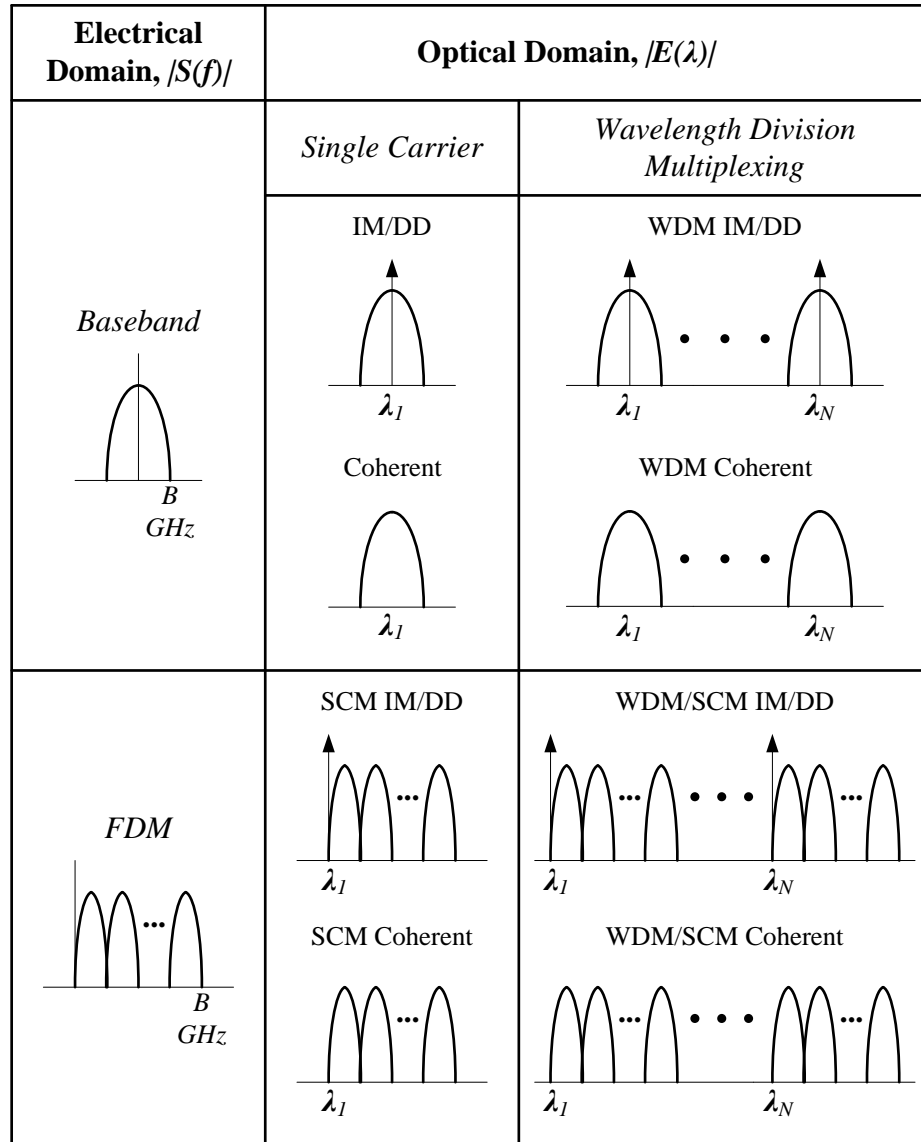 Electrical
Domain, |S(f)|
Optical Domain, |E(λ)|
Single Carrier
Wavelength Division
Multiplexing
Baseband
B
GHz
IM/DD
λ1
WDM IM/DD
λ1
λN
Coherent
λ1
WDM Coherent
λ1
λN
FDM
B
GHz
SCM IM/DD
λ1
WDM/SCM IM/DD
λ1
λN
SCM Coherent
λ1
WDM/SCM Coherent
λ1
λN